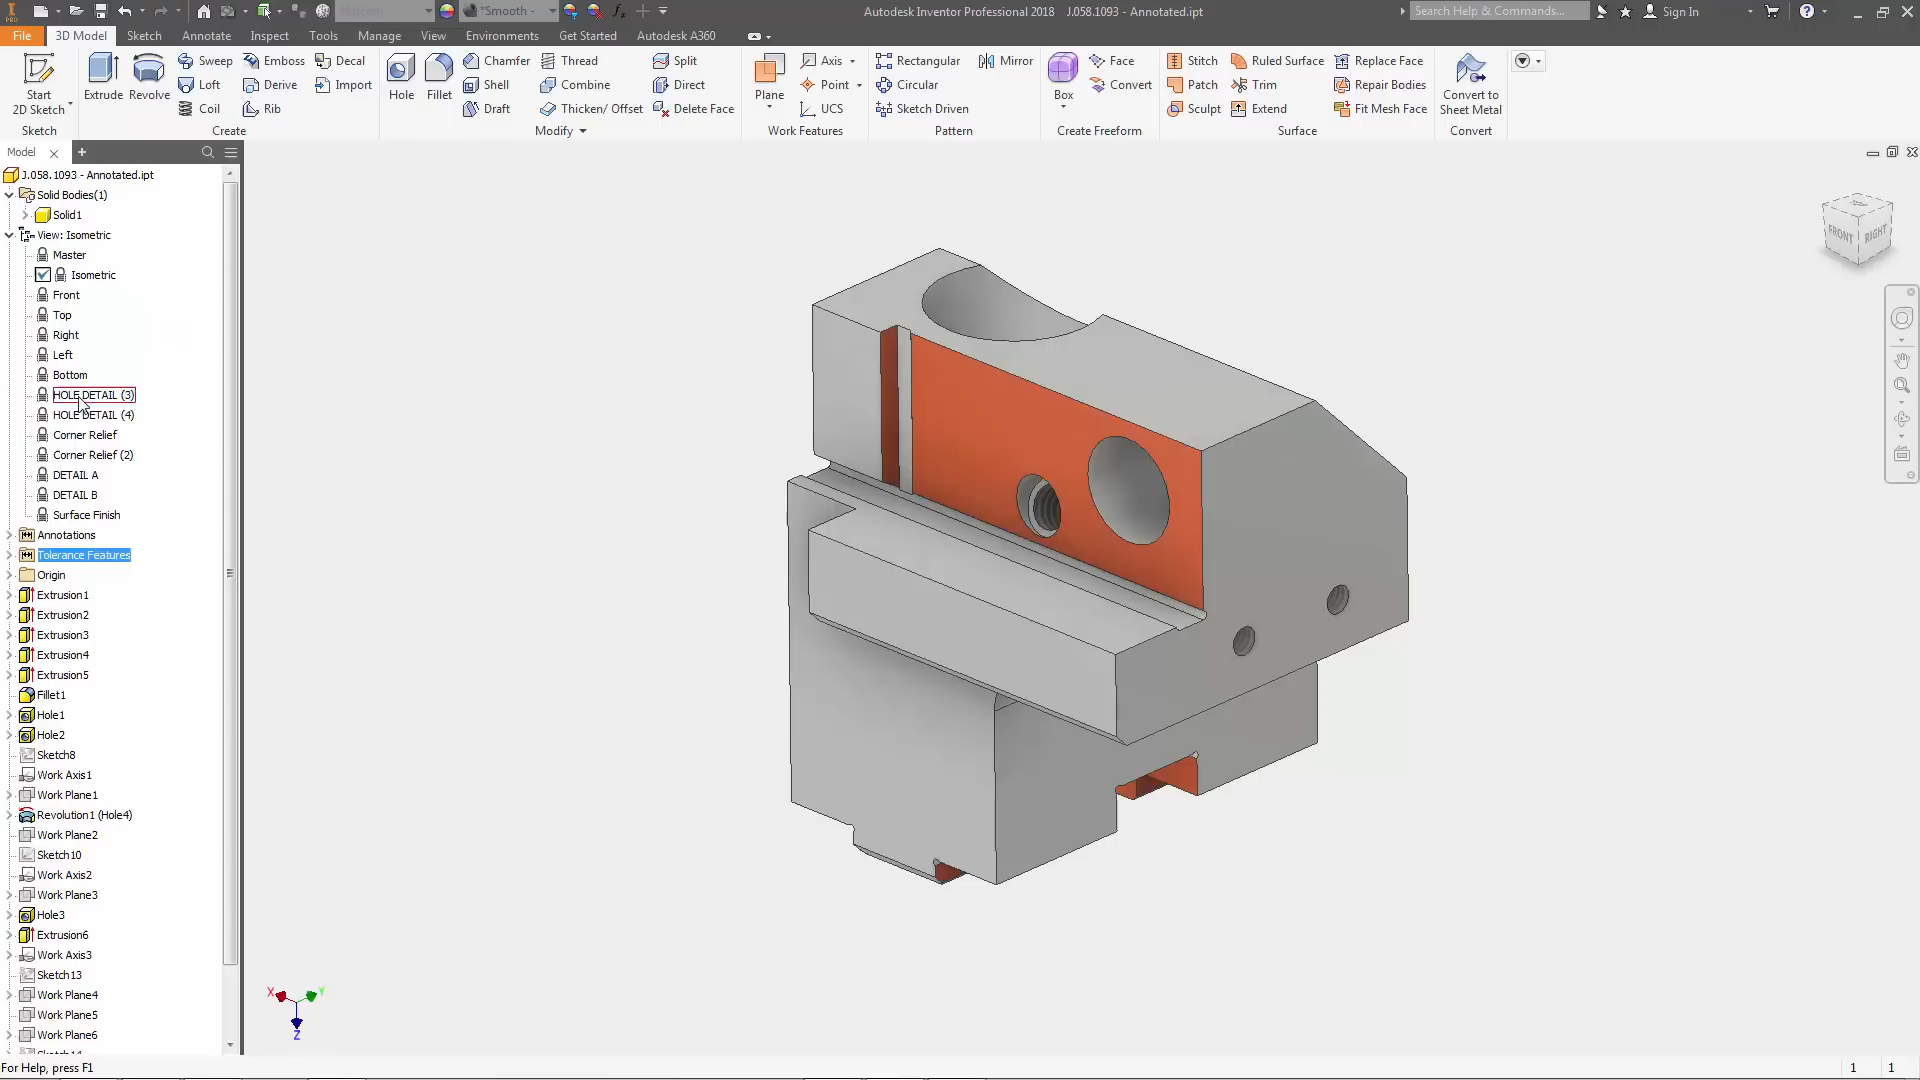 PRO
*Smooth -
Autodesk Inventor Professional 2018 J.058.1093 - Annotated.ipt
Search Help & Commands...
Sign In
File 3D Model Sketch Annotate Inspect Tools Manage View Environments Get Started Autodesk A360
Start
2D Sketch
Sketch
Extrude
Revolve
Sweep
Loft
Coil
Emboss
Derive
Rib
Decal
Import
Create
Hole
Fillet
Chamfer
Shell
Draft
Thread
Combine
Thicken/ Offset
Split
Direct
Delete Face
Modify
Plane
Axis
Point
UCS
Work Features
Rectangular
Circular
Sketch Driven
Mirror
Pattern
Box
Face
Convert
Create Freeform
Stitch
Patch
Sculpt
Ruled Surface
Trim
Extend
Replace Face
Repair Bodies
Fit Mesh Face
Surface
Convert to
Sheet Metal
Convert
Model
J.058.1093 - Annotated.ipt
Solid Bodies(1)
Solid1
View: Isometric
Master
Isometric
Front
Top
Right
Left
Bottom
HOLE DETAIL (3)
HOLE DETAIL (4)
Corner Relief
Corner Relief (2)
DETAIL A
DETAIL B
Surface Finish
Annotations
Tolerance Features
Origin
Extrusion1
Extrusion2
Extrusion3
Extrusion4
Extrusion5
Fillet1
Hole1
Hole2
Sketch8
Work Axis1
Work Plane1
Revolution1 (Hole4)
Work Plane2
Sketch10
Work Axis2
Work Plane3
Hole3
Extrusion6
Work Axis3
Sketch13
Work Plane4
Work Plane5
Work Plane6
FRONT
RIGHT
X
Y
Z
For Help, press F1
1 1